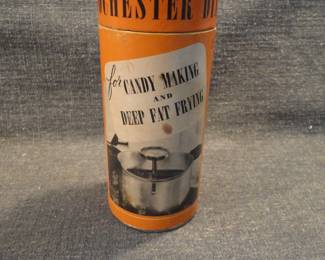 for CANDY MAKING
AND
DEEP FAT FRYING